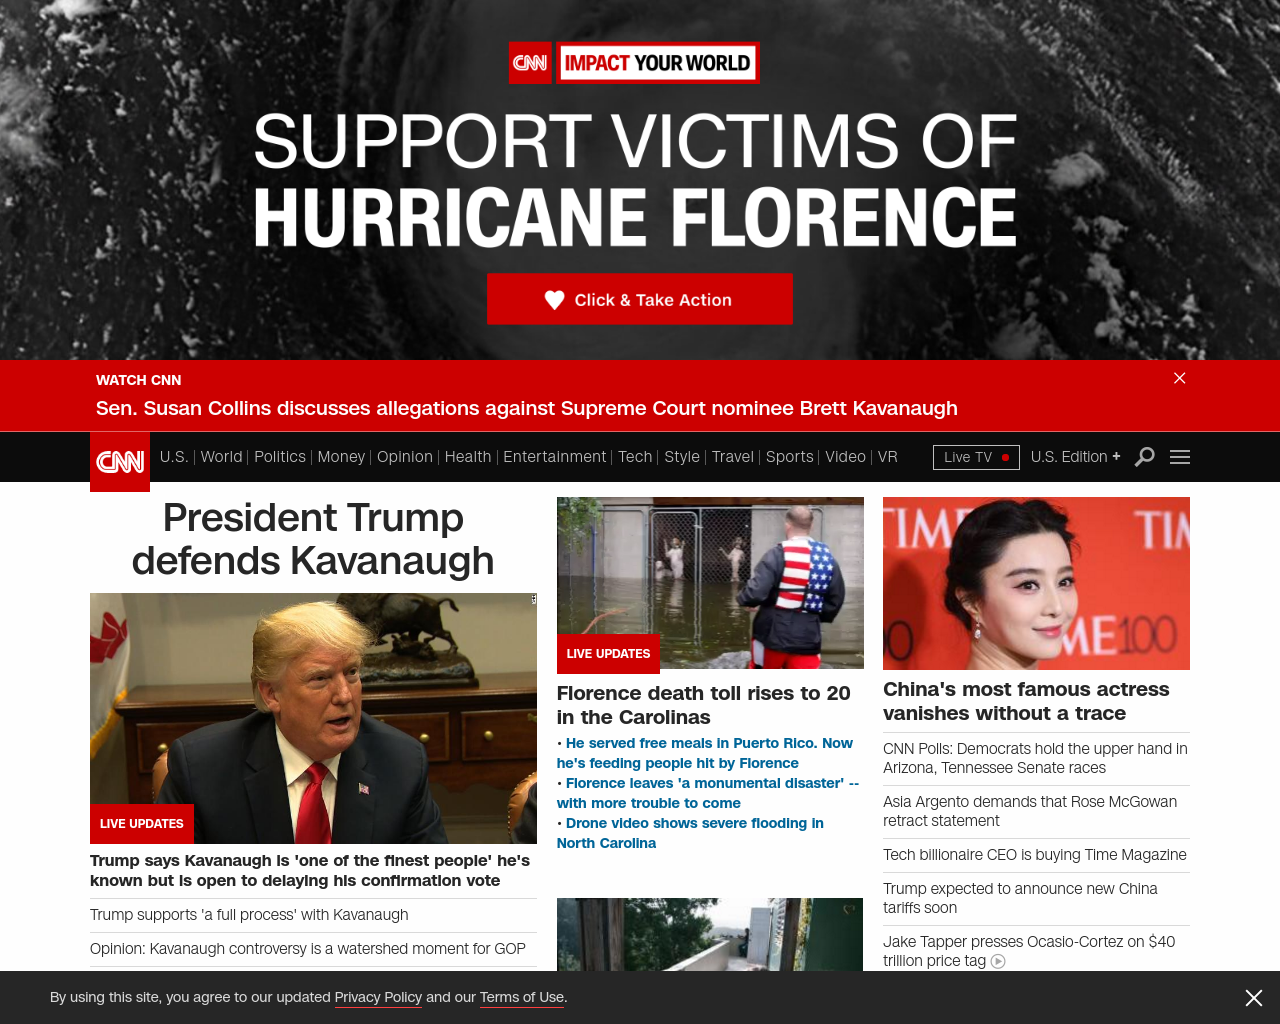 CNN IMPACT YOUR WORLD
SUPPORT VICTIMS OF
HURRICANE FLORENCE
Click & Take Action
WATCH CNN
Sen. Susan Collins discusses allegations against Supreme Court nominee Brett Kavanaugh
CNN U.S. World Politics Money Opinion Health Entertainment Tech Style Travel Sports Video VR Live TV U.S. Edition +
President Trump
defends Kavanaugh
LIVE UPDATES
Trump says Kavanaugh is 'one of the finest people' he's
known but is open to delaying his confirmation vote
Trump supports 'a full process' with Kavanaugh
Opinion: Kavanaugh controversy is a watershed moment for GOP
LIVE UPDATES
Florence death toll rises to 20
in the Carolinas
• He served free meals in Puerto Rico. Now
he's feeding people hit by Florence
• Florence leaves 'a monumental disaster' --
with more trouble to come
• Drone video shows severe flooding in
North Carolina
TIM TIM
00 TIME100
China's most famous actress
vanishes without a trace
CNN Polls: Democrats hold the upper hand in
Arizona, Tennessee Senate races
Asia Argento demands that Rose McGowan
retract statement
Tech billionaire CEO is buying Time Magazine
Trump expected to announce new China
tariffs soon
Jake Tapper presses Ocasio-Cortez on $40
trillion price tag
By using this site, you agree to our updated Privacy Policy and our Terms of Use.